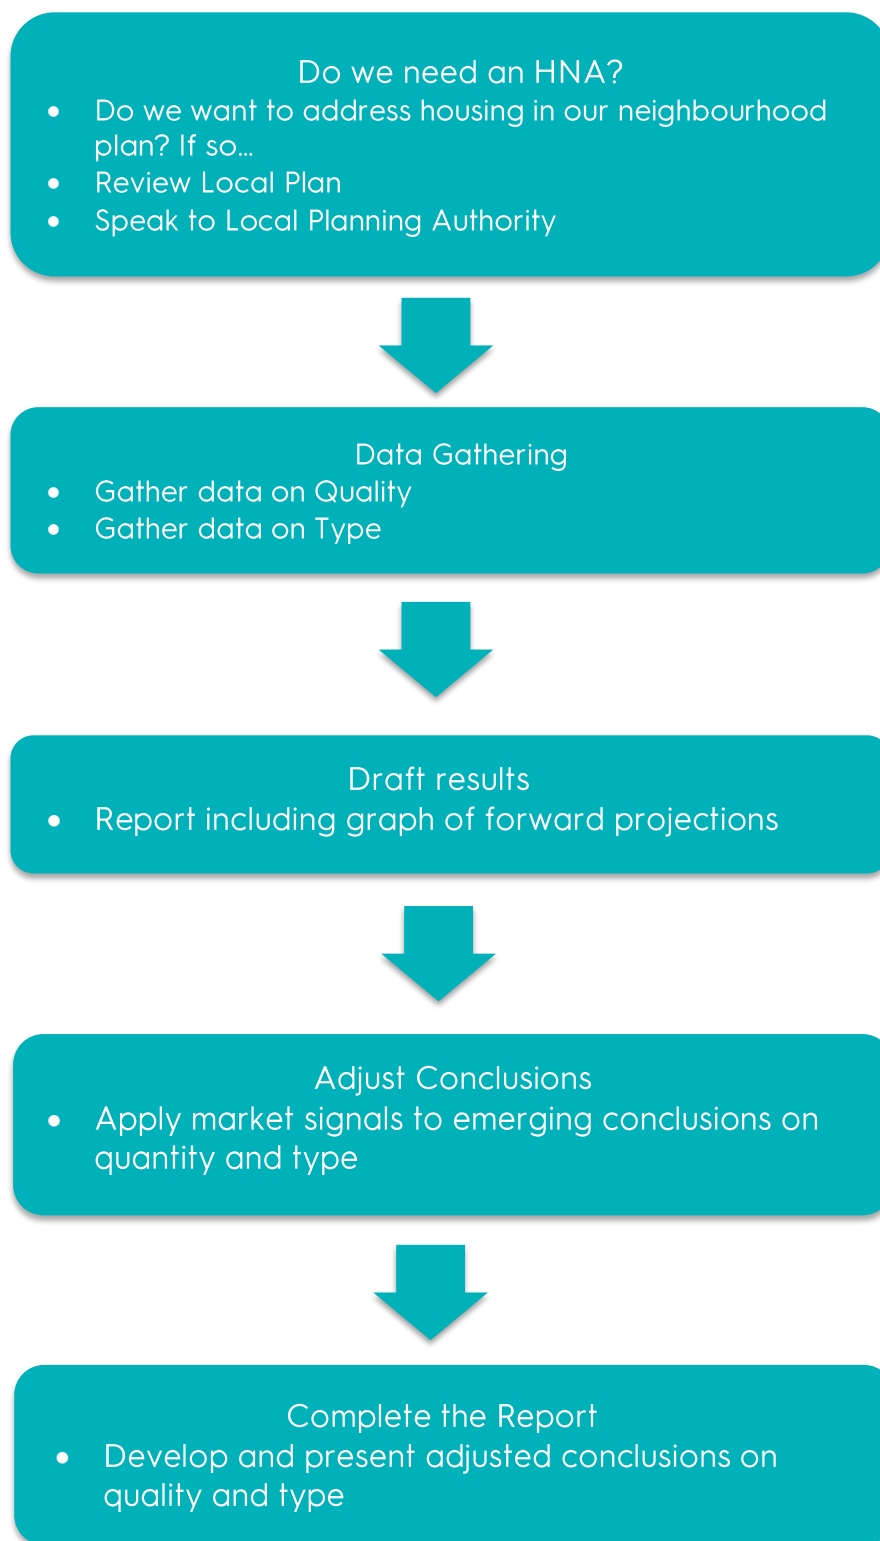 Do we need an HNA?
• Do we want to address housing in our neighbourhood
plan? If so...
• Review Local Plan
• Speak to Local Planning Authority
Data Gathering
• Gather data on Quality
• Gather data on Type
Draft results
• Report including graph of forward projections
Adjust Conclusions
• Apply market signals to emerging conclusions on
quantity and type
Complete the Report
• Develop and present adjusted conclusions on
quality and type